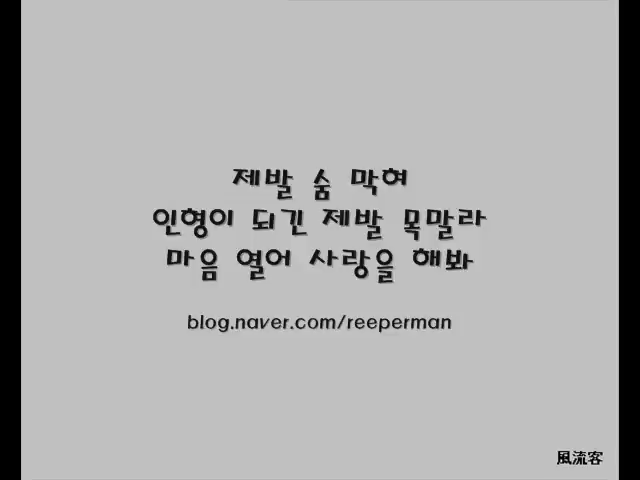 제발 숨 막혀
인형이 되긴 제발 목말라
마음 열어 사랑을 해봐
blog.naver.com/reeperman
風流客